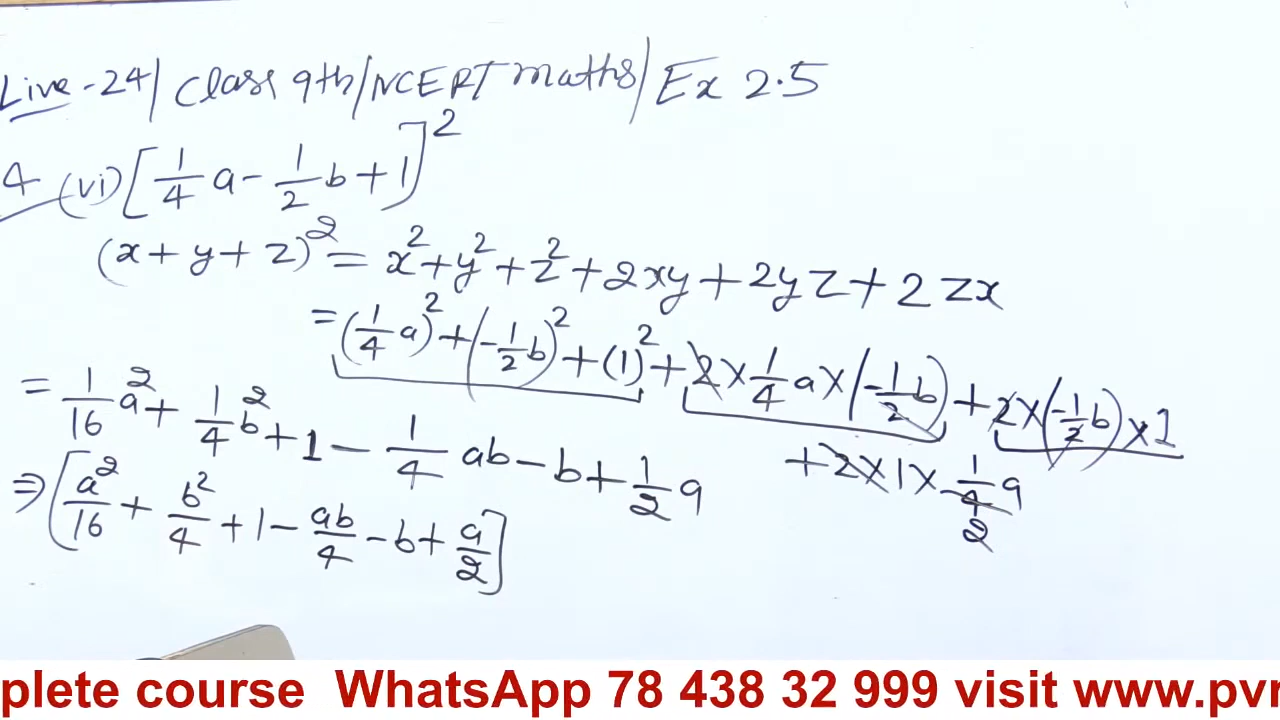 Live-24/ Class 9th/NCERT maths/ Ex 2.5
4 (vi) [1/4 a - 1/2 b + 1]²
(x + y + z)² = x² + y² + z² + 2xy + 2yz + 2zx
= (1/4 a)² + (-1/2 b)² + (1)² + 2 × 1/4 a × (-1/2 b) + 2 × (-1/2 b) × 1
+ 2 × 1 × 1/4 a
2
= 1/16 a² + 1/4 b² + 1 - 1/4 ab - b + 1/2 a
⇒ [a²/16 + b²/4 + 1 - ab/4 - b + a/2]
plete course WhatsApp 78 438 32 999 visit www.pvr